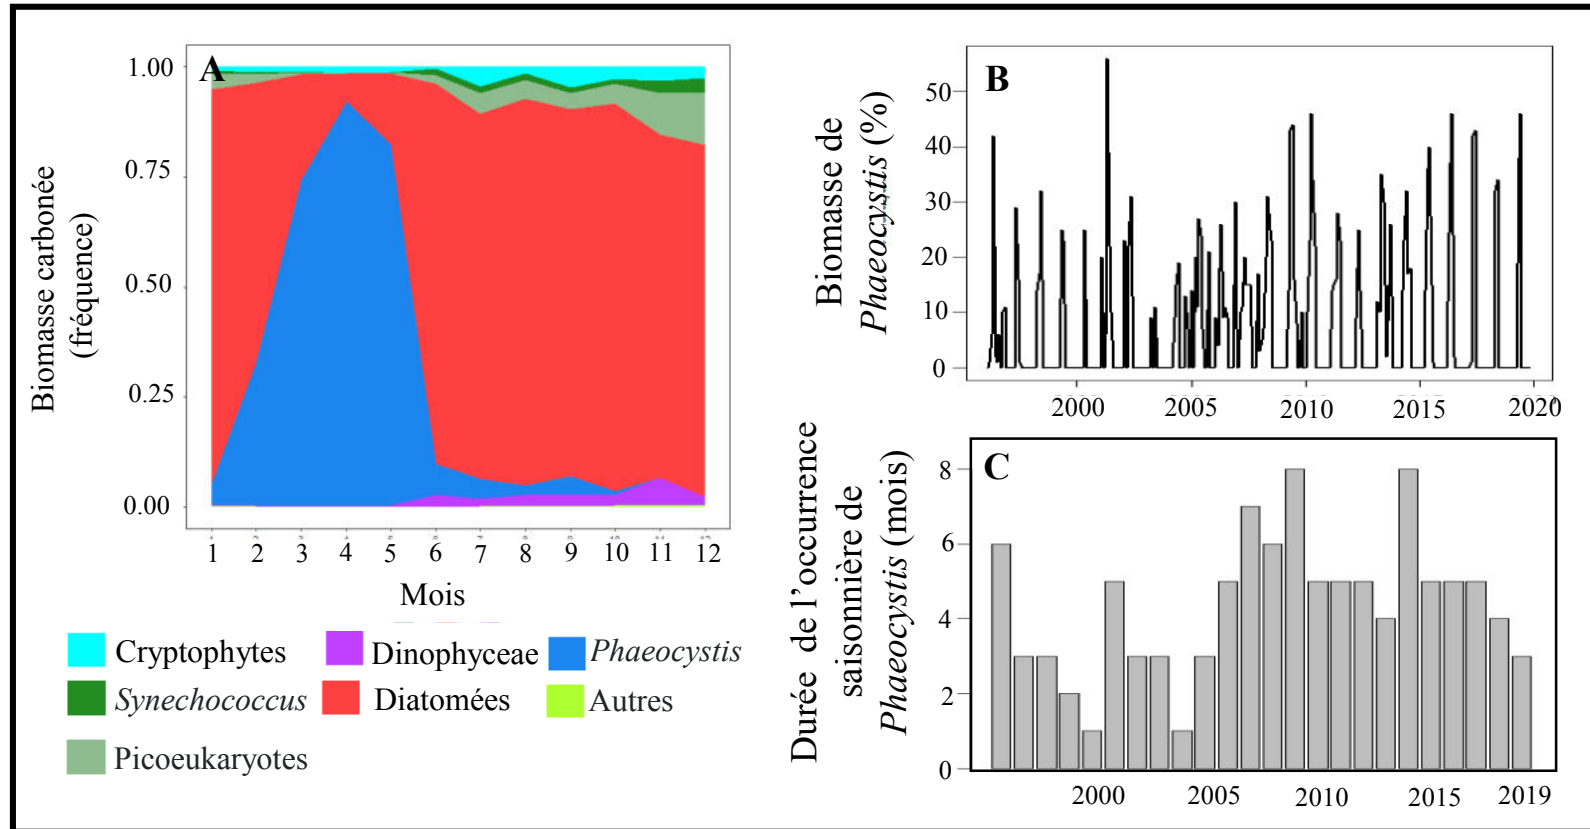 A
1.00
0.75
0.50
0.25
0.00
Biomasse carbonée
(fréquence)
1 2 3 4 5 6 7 8 9 10 11 12
Mois
Cryptophytes
Dinophyceae
Phaeocystis
Synechococcus
Diatomées
Autres
Picoeukaryotes
B
50
40
30
20
10
0
Biomasse de
Phaeocystis (%)
2000 2005 2010 2015 2020
C
8
6
4
2
0
Durée de l’occurrence
saisonnière de
Phaeocystis (mois)
2000 2005 2010 2015 2019